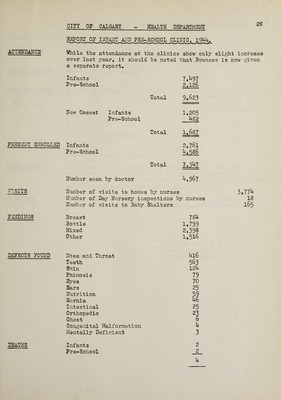 26
CITY OF CALGARY - HEALTH DEPARTMENT
REPORT OF INFANT AND PRE-SCHOOL CLINIC, 1944.
ATTENDANCE While the attendance at the clinics show only slight increase
over last year, it should be noted that Bowness is now given
a separate report.
Infants 7,497
Pre-School 2,126
Total 9,623
New Cases: Infants 1,205
Pre-School 482
Total 1,687
PRESENT ENROLLED Infants 2,761
Pre-School 4,586
Total 7,347
Number seen by doctor 4,967
VISITS Number of visits to homes by nurses 3,774
Number of Day Nursery inspections by nurses 18
Number of visits to Baby Shelters 165
FEEDINGS Breast 784
Bottle 1,799
Mixed 2,398
Other 1,516
DEFECTS FOUND Nose and Throat 416
Teeth 563
Skin 124
Phimosis 79
Eyes 70
Ears 25
Nutrition 59
Hernia 46
Intestinal 25
Orthopedic 23
Chest 6
Congenital Malformation 4
Mentally Deficient 3
DEATHS Infants 2
Pre-School 2
4